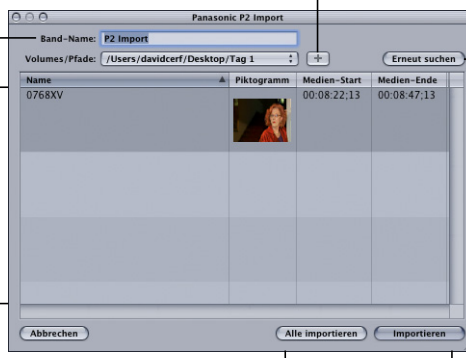 Panasonic P2 Import
Band-Name: P2 Import
Volumes/Pfade: /Users/davidcerf/Desktop/Tag 1 + Erneut suchen
Name Piktogramm Medien-Start Medien-Ende
0768XV 00:08:22;13 00:08:47;13
Abbrechen Alle importieren Importieren